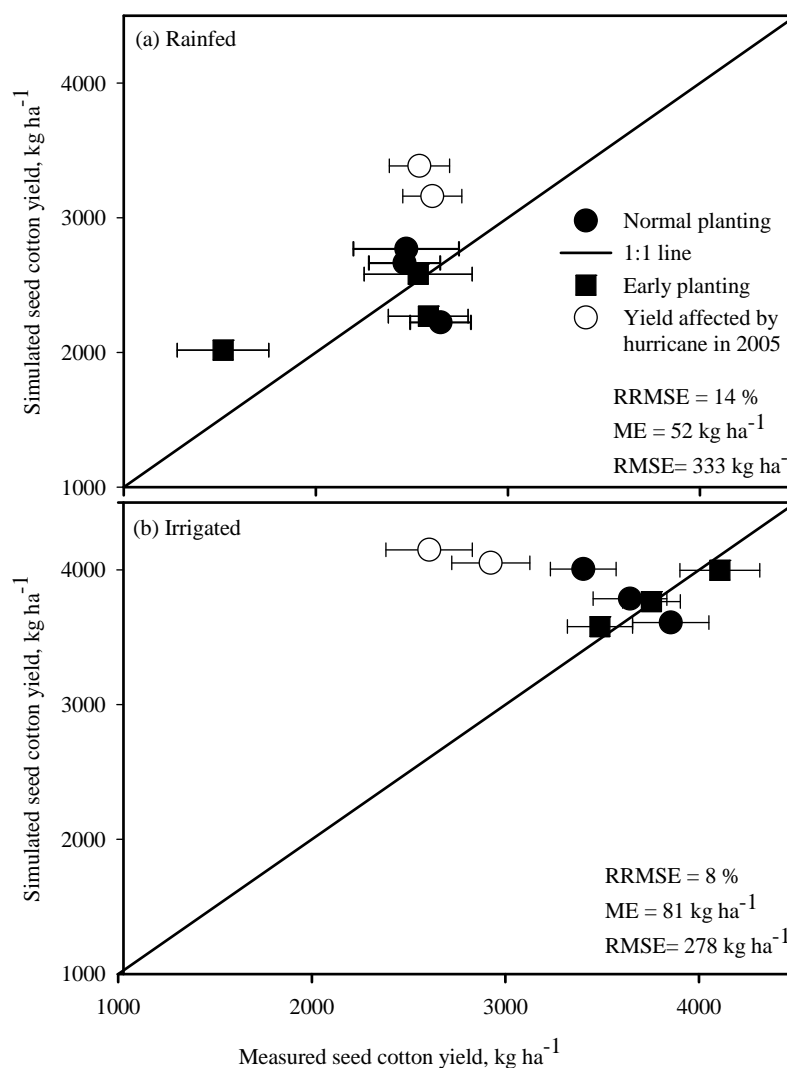 (a) Rainfed
4000
3000
2000
1000
Simulated seed cotton yield, kg ha⁻¹
Normal planting
1:1 line
Early planting
Yield affected by
hurricane in 2005
RRMSE = 14 %
ME = 52 kg ha⁻¹
RMSE= 333 kg ha⁻
(b) Irrigated
4000
3000
2000
1000
Simulated seed cotton yield, kg ha⁻¹
RRMSE = 8 %
ME = 81 kg ha⁻¹
RMSE= 278 kg ha⁻¹
1000 2000 3000 4000
Measured seed cotton yield, kg ha⁻¹